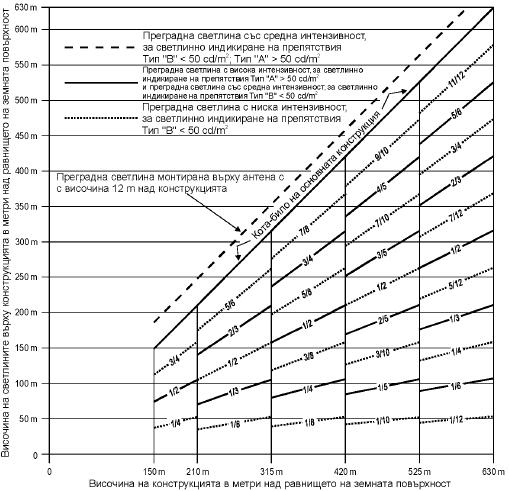 630 m
600 m
550 m
500 m
450 m
400 m
350 m
300 m
250 m
200 m
150 m
100 m
50 m
0
Височина на светлините върху конструкцията в метри над равнището на земната повърхност
Преградна светлина със средна интензивност,
за светлинно индикиране на препятствия
Тип "B" < 50 cd/m²; Тип "A" > 50 cd/m²
Преградна светлина с висока интензивност, за светлинно
индикиране на препятствия Тип "A" > 50 cd/m²
и преградна светлина със средна интензивност, за светлинно
индикиране на препятствия Тип "B" < 50 cd/m²
Преградна светлина с ниска интензивност,
за светлинно индикиране на препятствия
Тип "B" < 50 cd/m²
Преградна светлина монтирана върху антена с
с височина 12 m над конструкцията
Кота-било на основната конструкция
3/4
1/2
1/4
5/6
2/3
1/2
1/3
1/6
7/8
3/4
5/8
1/2
3/8
1/4
1/8
9/10
4/5
7/10
3/5
1/2
2/5
3/10
1/5
1/10
11/12
5/6
3/4
2/3
7/12
1/2
5/12
1/3
1/4
1/6
1/12
0
150 m
210 m
315 m
420 m
525 m
630 m
Височина на конструкцията в метри над равнището на земната повърхност